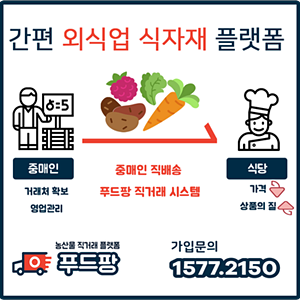 간편 외식업 식자재 플랫폼
중매인
거래처 확보
영업관리
중매인 직배송
푸드팡 직거래 시스템
식당
가격
상품의 질
농산물 직거래 플랫폼
푸드팡
가입문의
1577.2150